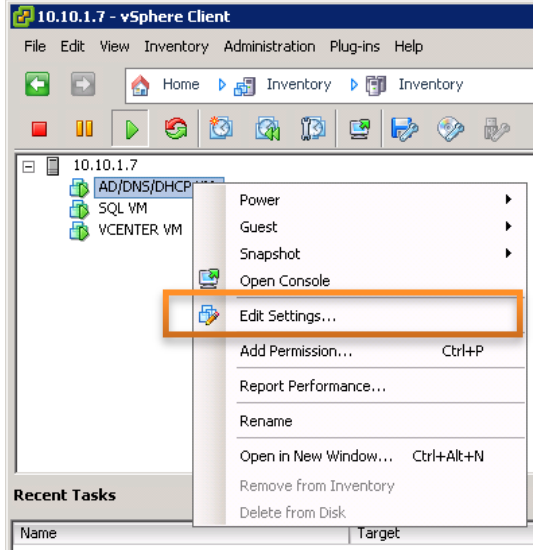 10.10.1.7 - vSphere Client
File Edit View Inventory Administration Plug-ins Help
Home Inventory Inventory
10.10.1.7
AD/DNS/DHCP VM
SQL VM
VCENTER VM
Power
Guest
Snapshot
Open Console
Edit Settings...
Add Permission... Ctrl+P
Report Performance...
Rename
Open in New Window... Ctrl+Alt+N
Remove from Inventory
Delete from Disk
Recent Tasks
Name Target